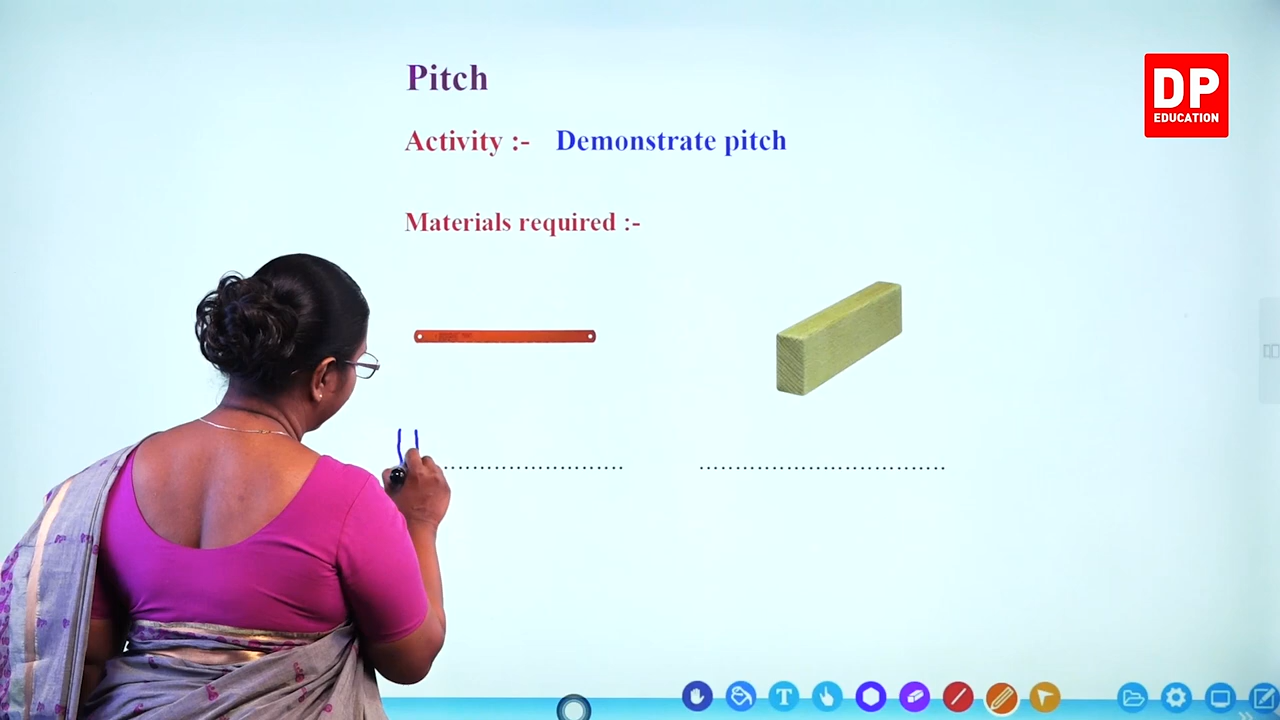 Pitch
DP
EDUCATION
Activity :- Demonstrate pitch
Materials required :-